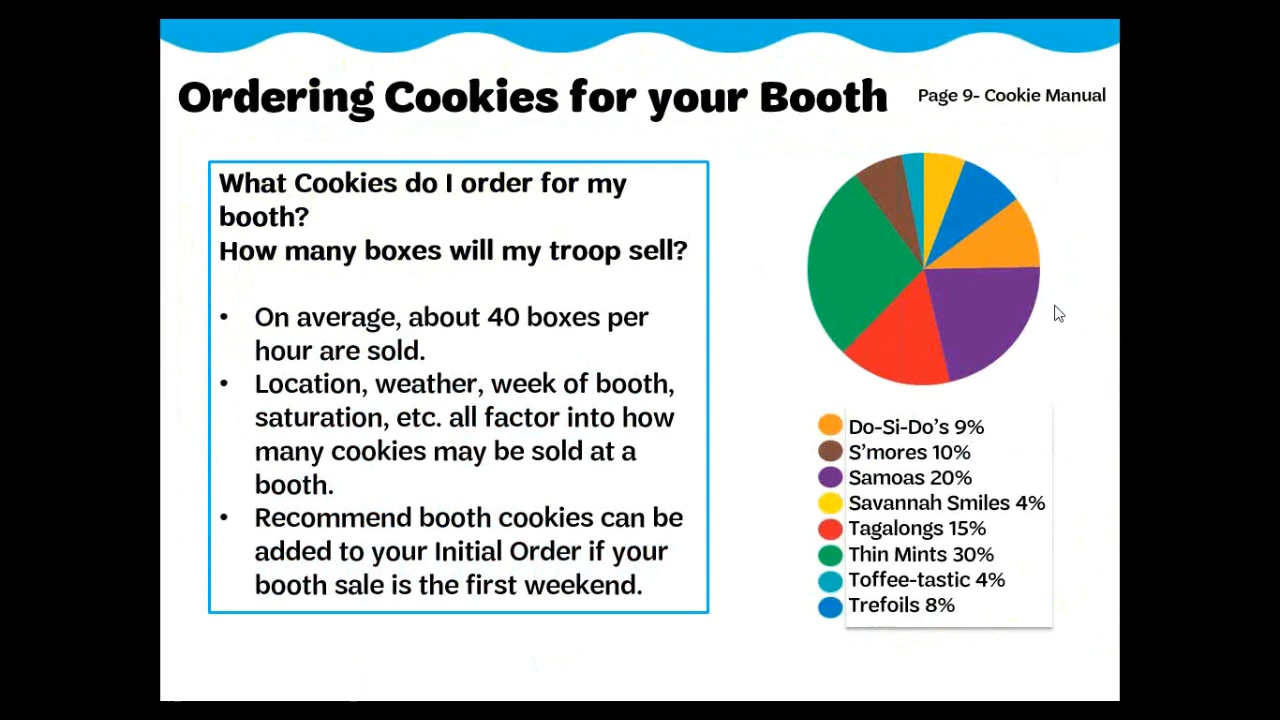 Ordering Cookies for your Booth
Page 9- Cookie Manual
What Cookies do I order for my
booth?
How many boxes will my troop sell?
• On average, about 40 boxes per
hour are sold.
• Location, weather, week of booth,
saturation, etc. all factor into how
many cookies may be sold at a
booth.
• Recommend booth cookies can be
added to your Initial Order if your
booth sale is the first weekend.
Do-Si-Do’s 9%
S’mores 10%
Samoas 20%
Savannah Smiles 4%
Tagalongs 15%
Thin Mints 30%
Toffee-tastic 4%
Trefoils 8%